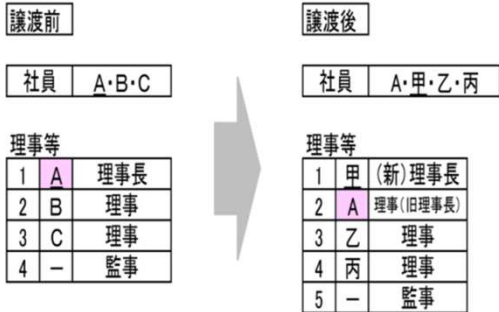 譲渡前
社員 A・B・C
理事等
1 A 理事長
2 B 理事
3 C 理事
4 － 監事
譲渡後
社員 A・甲・乙・丙
理事等
1 甲 (新)理事長
2 A 理事(旧理事長)
3 乙 理事
4 丙 理事
5 － 監事